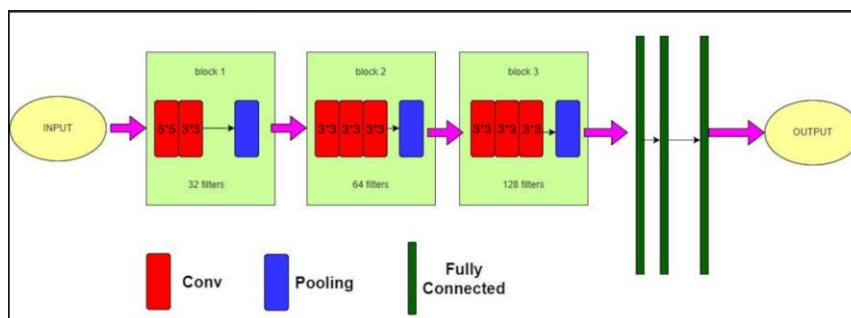 block 1
block 2
block 3
INPUT
5*5 3*3
3*3 3*3 3*3
3*3 3*3 3*3
OUTPUT
32 filters
64 filters
128 filters
Conv
Pooling
Fully
Connected